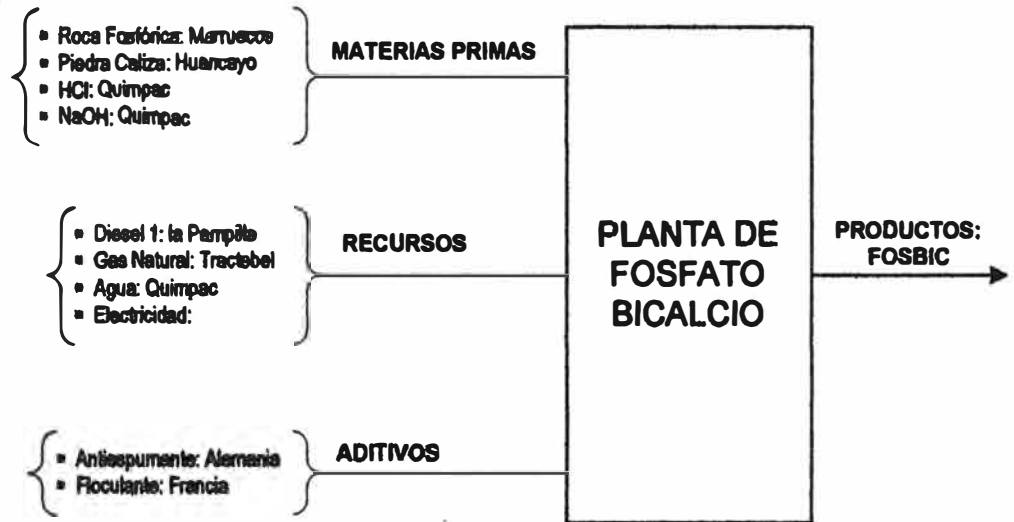 ▪ Roca Fosfórica: Marruecos
▪ Piedra Caliza: Huancayo
▪ HCl: Quimpac
▪ NaOH: Quimpac
MATERIAS PRIMAS
▪ Diesel 1: la Pampilla
▪ Gas Natural: Tractebel
▪ Agua: Quimpac
▪ Electricidad:
RECURSOS
▪ Antiespumante: Alemania
▪ Floculante: Francia
ADITIVOS
PLANTA DE
FOSFATO
BICALCIO
PRODUCTOS:
FOSBIC